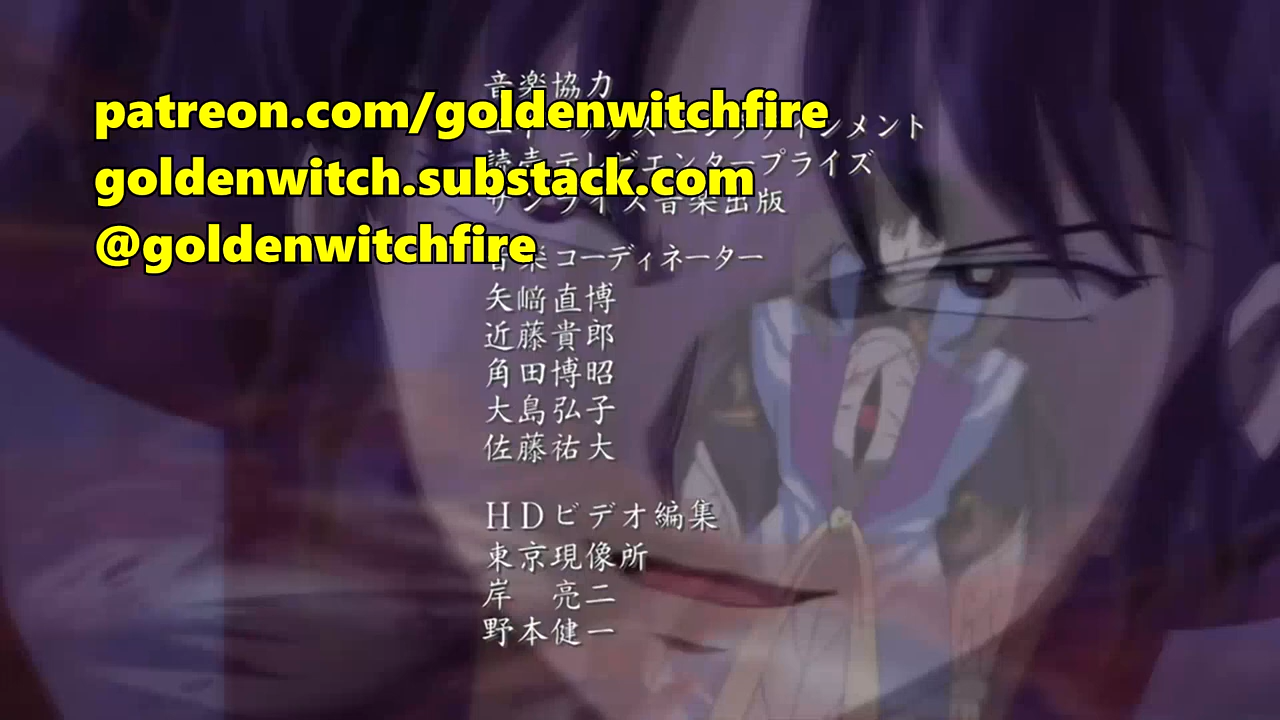 音楽協力
patreon.com/goldenwitchfire
読売テレビエンタープライズ
goldenwitch.substack.com
サンライズ音楽出版
@goldenwitchfire
音楽コーディネーター
矢﨑直博
近藤貴郎
角田博昭
大島弘子
佐藤祐大
HDビデオ編集
東京現像所
岸 亮二
野本健一